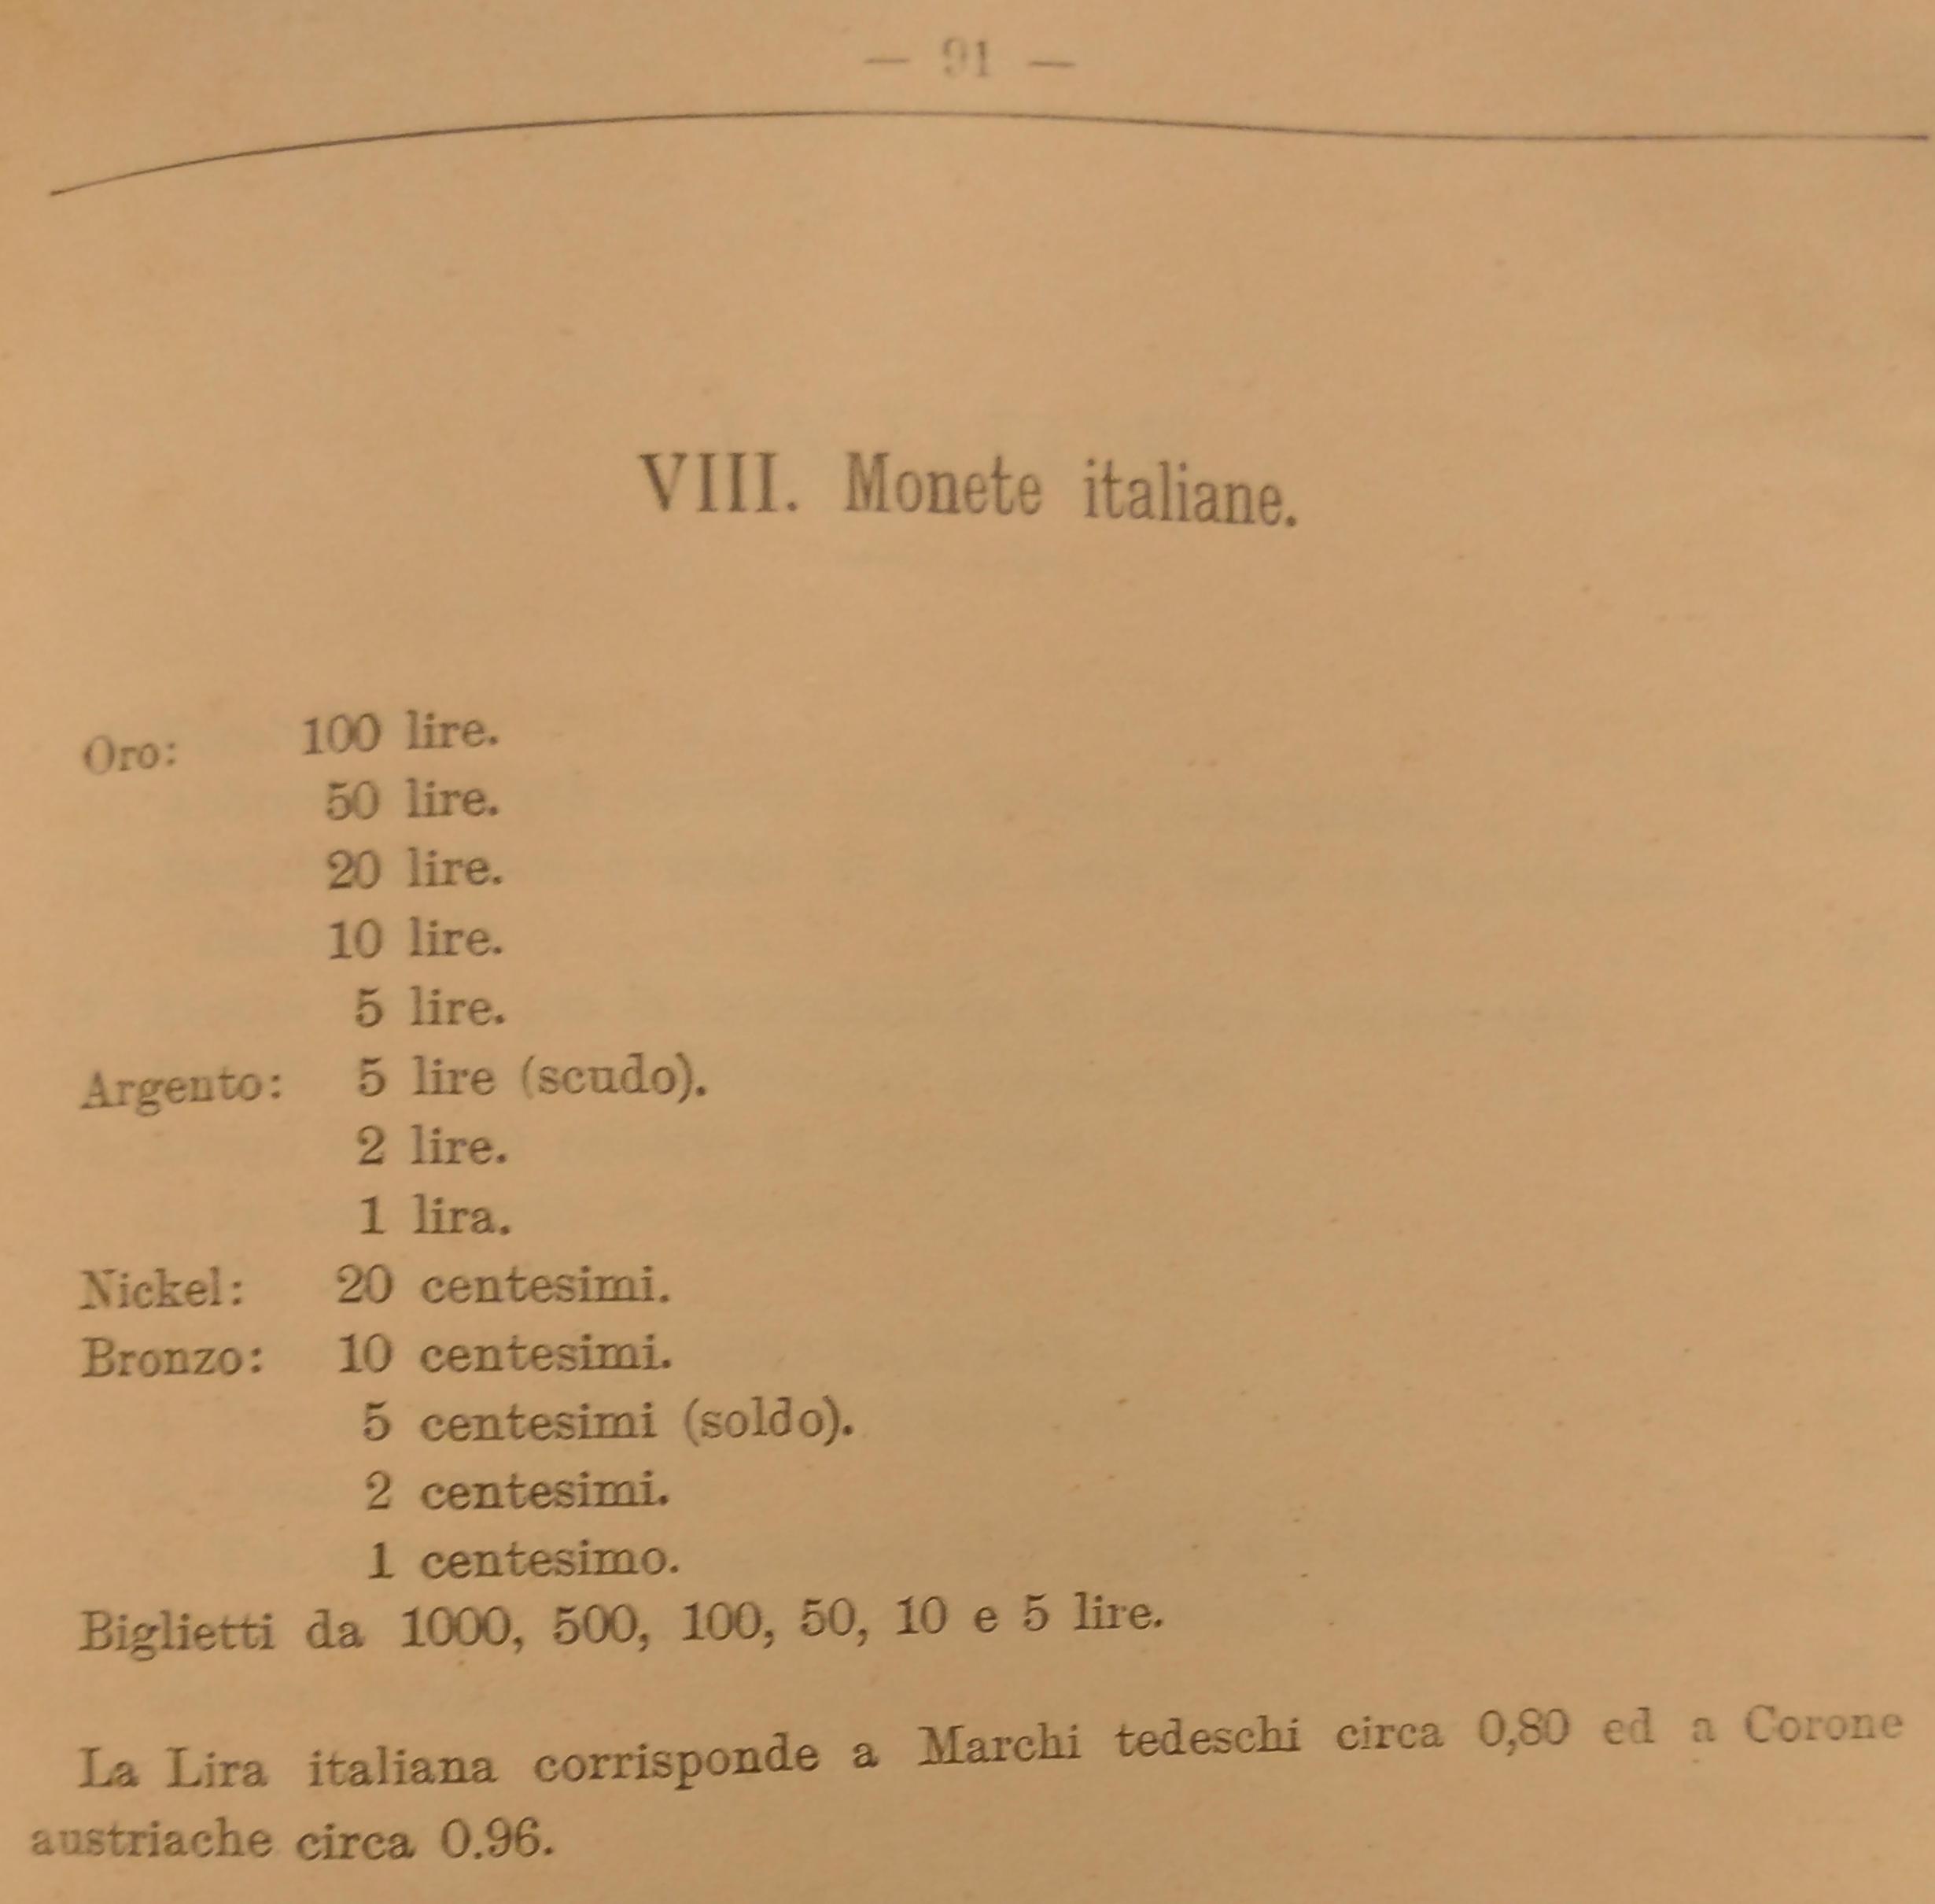 — 91 —
VIII. Monete italiane.
Oro: 100 lire.
50 lire.
20 lire.
10 lire.
5 lire.
Argento: 5 lire (scudo).
2 lire.
1 lira.
Nickel: 20 centesimi.
Bronzo: 10 centesimi.
5 centesimi (soldo).
2 centesimi.
1 centesimo.
Biglietti da 1000, 500, 100, 50, 10 e 5 lire.
La Lira italiana corrisponde a Marchi tedeschi circa 0,80 ed a Corone
austriache circa 0.96.